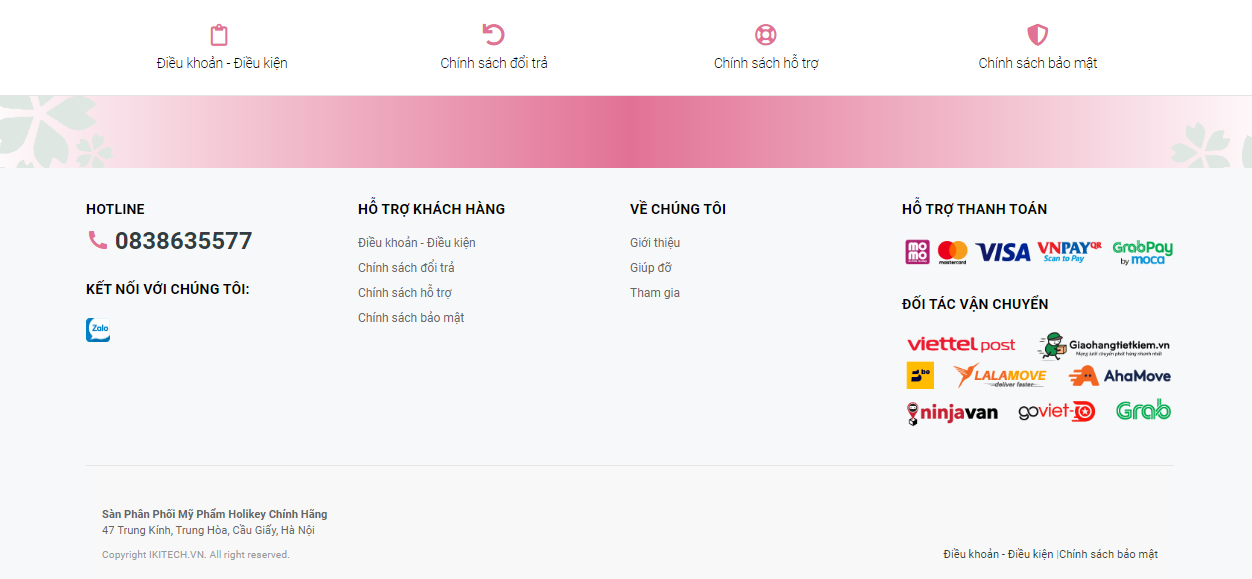 Điều khoản - Điều kiện
Chính sách đổi trả
Chính sách hỗ trợ
Chính sách bảo mật
HOTLINE
0838635577
KẾT NỐI VỚI CHÚNG TÔI:
Zalo
HỖ TRỢ KHÁCH HÀNG
Điều khoản - Điều kiện
Chính sách đổi trả
Chính sách hỗ trợ
Chính sách bảo mật
VỀ CHÚNG TÔI
Giới thiệu
Giúp đỡ
Tham gia
HỖ TRỢ THANH TOÁN
mo
mo
mastercard
VISA
VNPAYQR
Scan to Pay
GrabPay
by moca
ĐỐI TÁC VẬN CHUYỂN
viettel post
Giaohangtietkiem.vn
be
LALAMOVE
deliver faster
AhaMove
ninjavan
goviet
Grab
Sàn Phân Phối Mỹ Phẩm Holikey Chính Hãng
47 Trung Kính, Trung Hòa, Cầu Giấy, Hà Nội
Copyright IKITECH.VN. All right reserved.
Điều khoản - Điều kiện |Chính sách bảo mật